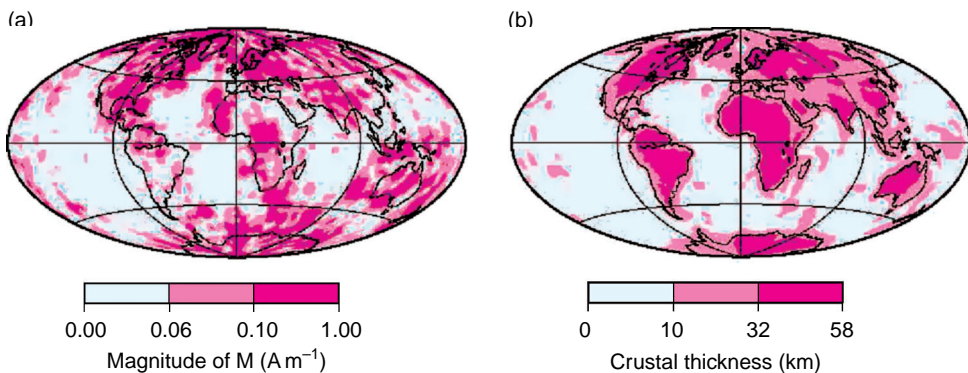 (a)
(b)
0.00 0.06 0.10 1.00
Magnitude of M (A m⁻¹)
0 10 32 58
Crustal thickness (km)